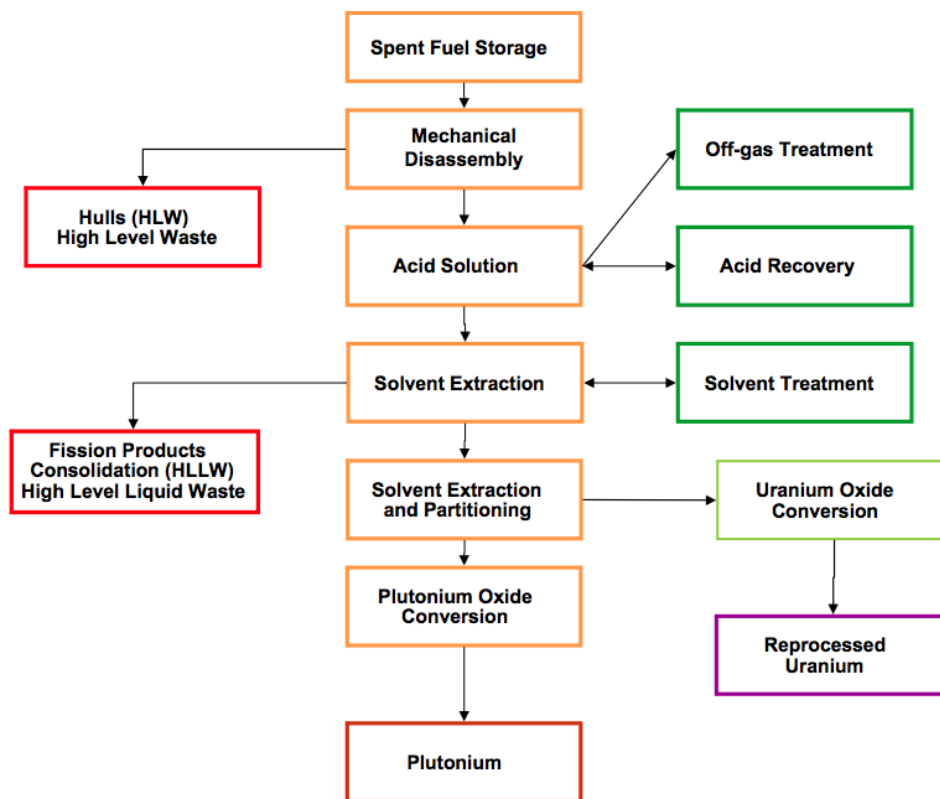 Spent Fuel Storage
Mechanical
Disassembly
Off-gas Treatment
Hulls (HLW)
High Level Waste
Acid Solution
Acid Recovery
Solvent Extraction
Solvent Treatment
Fission Products
Consolidation (HLLW)
High Level Liquid Waste
Solvent Extraction
and Partitioning
Uranium Oxide
Conversion
Plutonium Oxide
Conversion
Reprocessed
Uranium
Plutonium